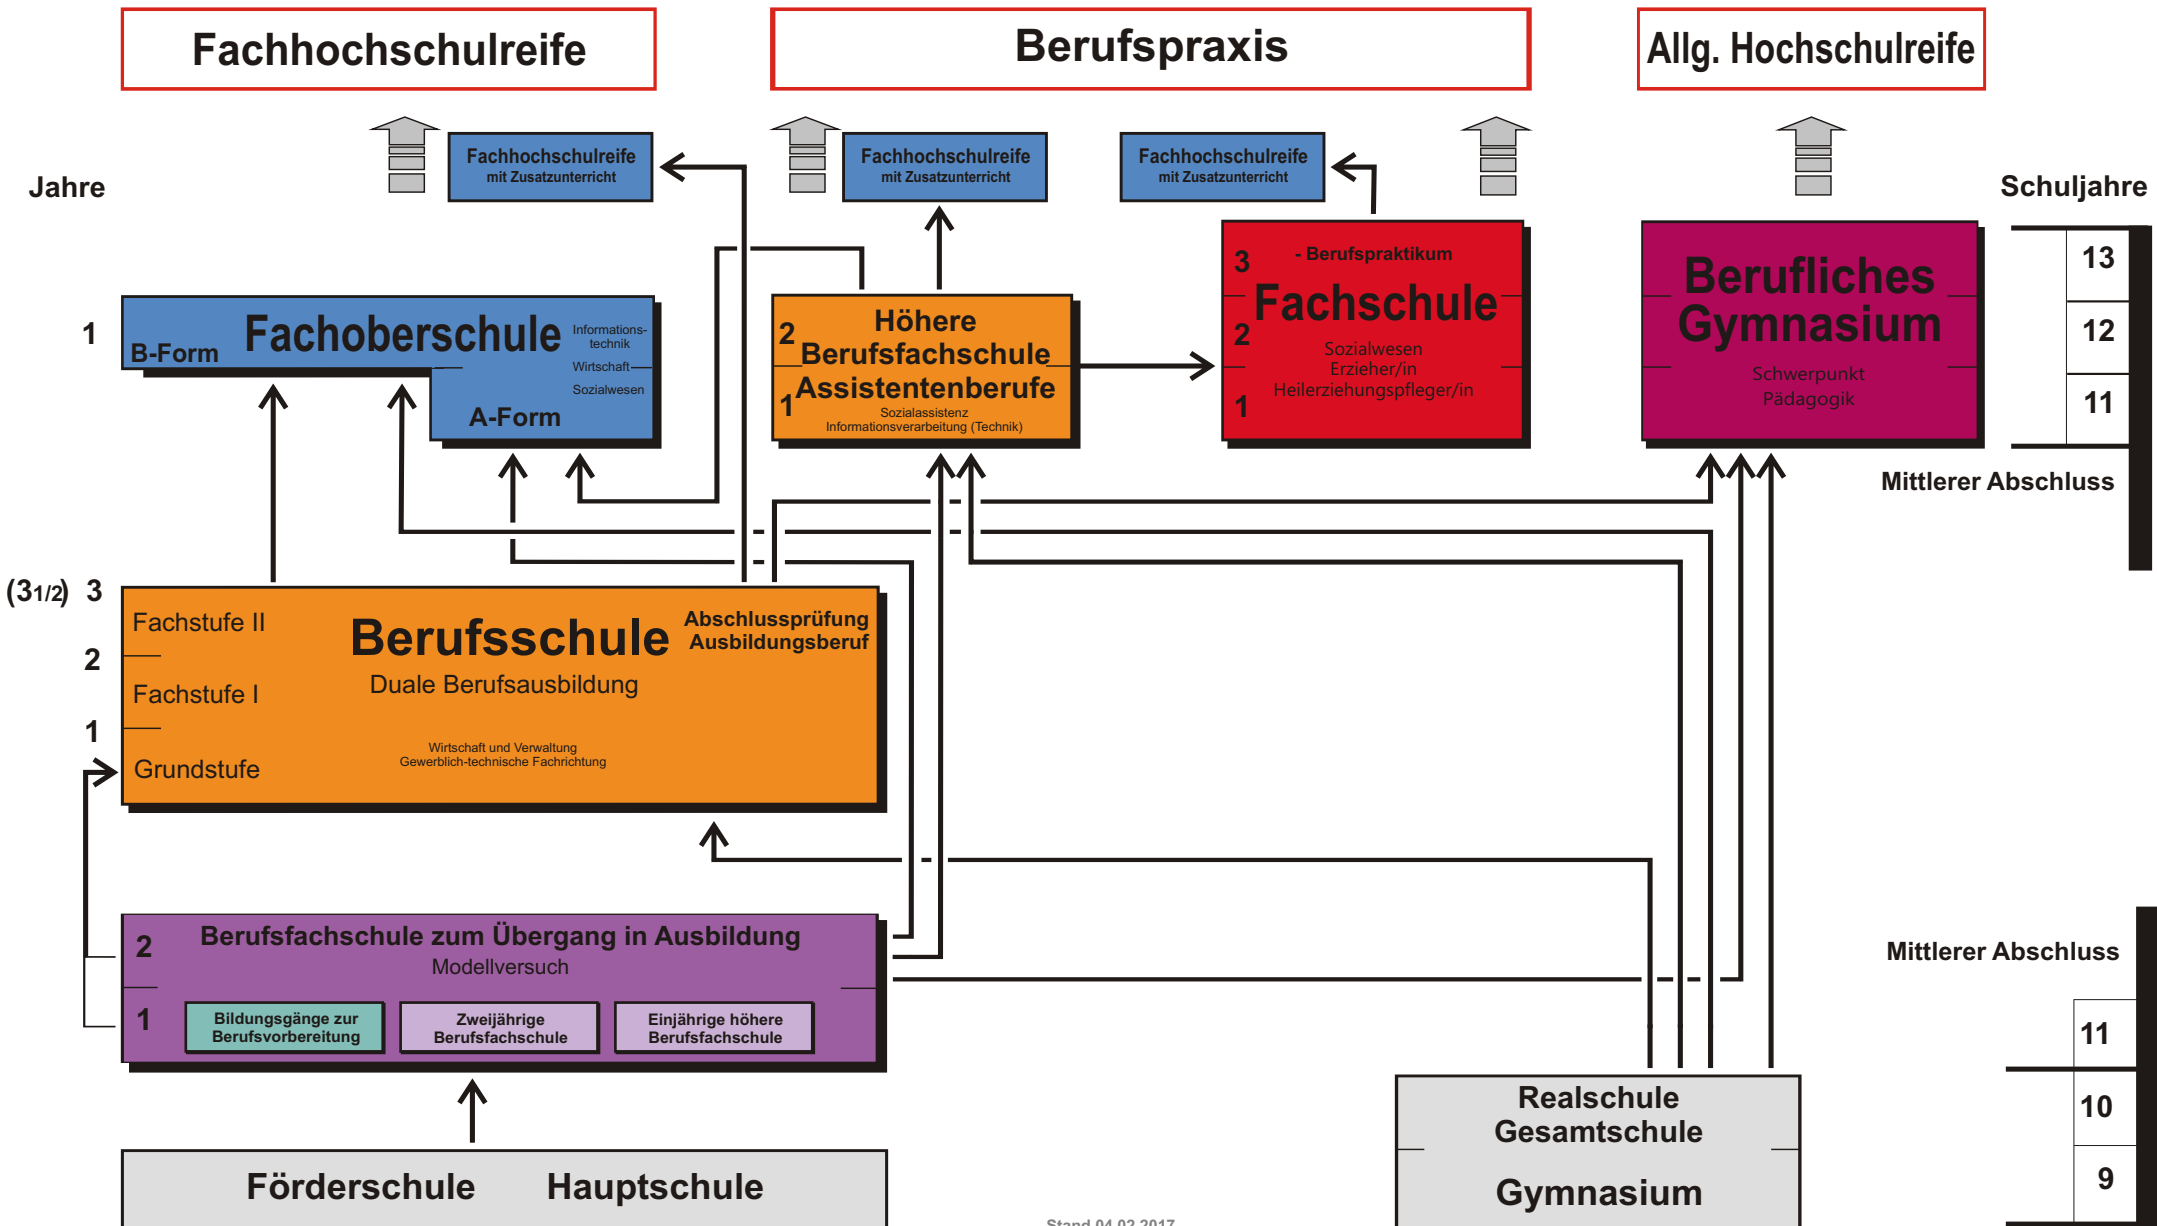 Fachhochschulreife
Berufspraxis
Allg. Hochschulreife
Jahre
Fachhochschulreife
mit Zusatzunterricht
Fachhochschulreife
mit Zusatzunterricht
Fachhochschulreife
mit Zusatzunterricht
Schuljahre
1
B-Form
Fachoberschule
Informations-
technik
Wirtschaft
Sozialwesen
A-Form
2
1
Höhere
Berufsfachschule
Assistentenberufe
Sozialassistenz
Informationsverarbeitung (Technik)
3
2
1
- Berufspraktikum
Fachschule
Sozialwesen
Erzieher/in
Heilerziehungspfleger/in
Berufliches
Gymnasium
Schwerpunkt
Pädagogik
13
12
11
Mittlerer Abschluss
(31/2) 3
2
1
Fachstufe II
Fachstufe I
Grundstufe
Berufsschule
Duale Berufsausbildung
Wirtschaft und Verwaltung
Gewerblich-technische Fachrichtung
Abschlussprüfung
Ausbildungsberuf
2
1
Berufsfachschule zum Übergang in Ausbildung
Modellversuch
Bildungsgänge zur
Berufsvorbereitung
Zweijährige
Berufsfachschule
Einjährige höhere
Berufsfachschule
Mittlerer Abschluss
11
10
9
Realschule
Gesamtschule
Gymnasium
Förderschule Hauptschule
Stand 04.02.2017